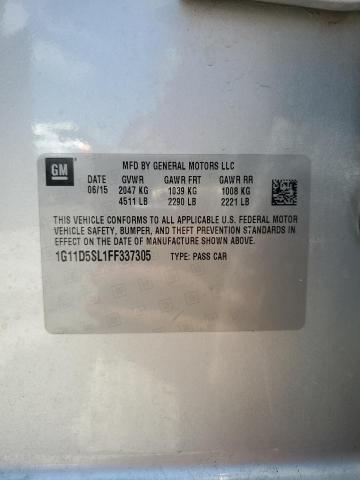 GM
MFD BY GENERAL MOTORS LLC
DATE GVWR GAWR FRT GAWR RR
06/15 2047 KG 1039 KG 1008 KG
4511 LB 2290 LB 2221 LB
THIS VEHICLE CONFORMS TO ALL APPLICABLE U.S. FEDERAL MOTOR
VEHICLE SAFETY, BUMPER, AND THEFT PREVENTION STANDARDS
IN EFFECT ON THE DATE OF MANUFACTURE SHOWN ABOVE.
1G11D5SL1FF337305 TYPE: PASS CAR